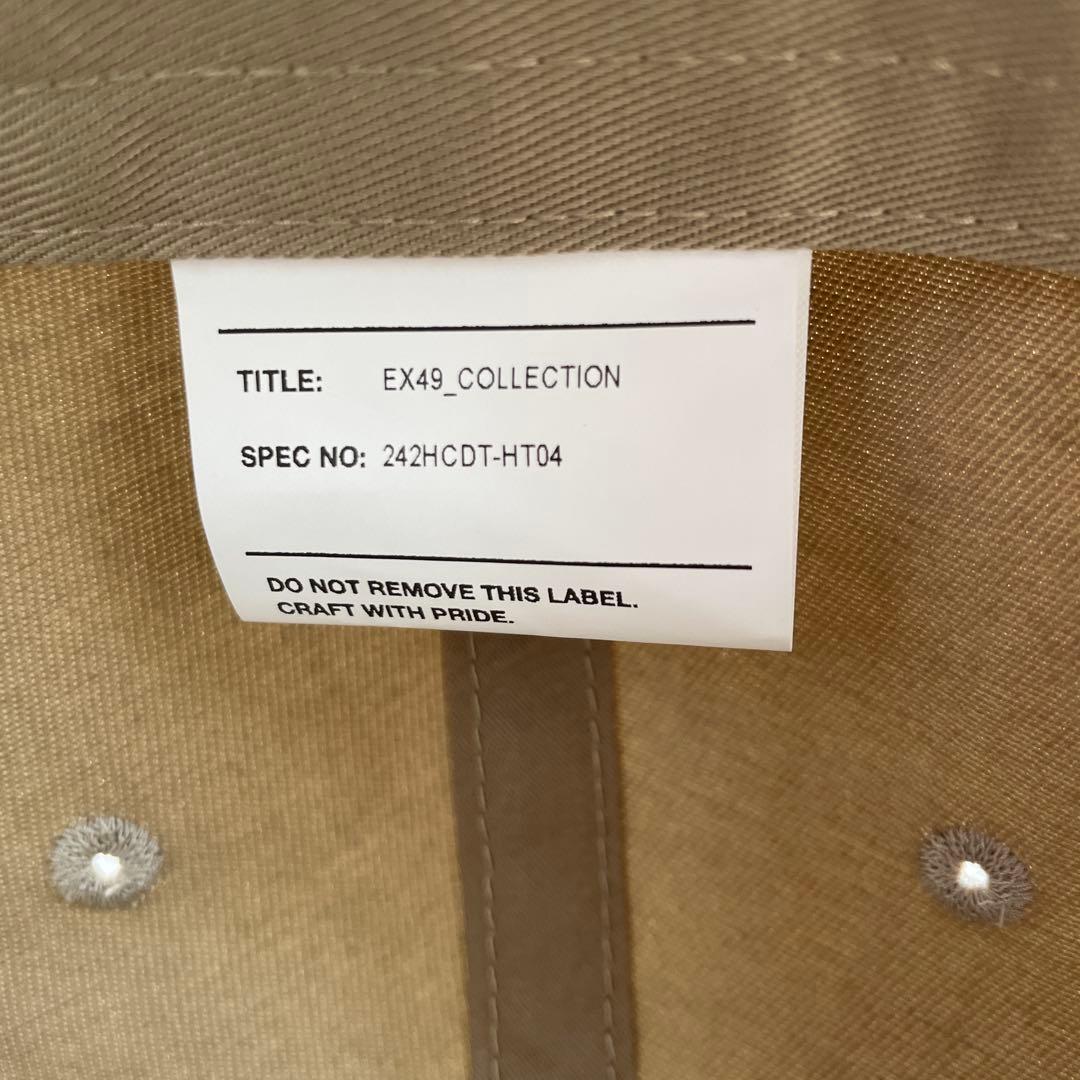 TITLE: EX49_COLLECTION
SPEC NO: 242HCDT-HT04
DO NOT REMOVE THIS LABEL.
CRAFT WITH PRIDE.